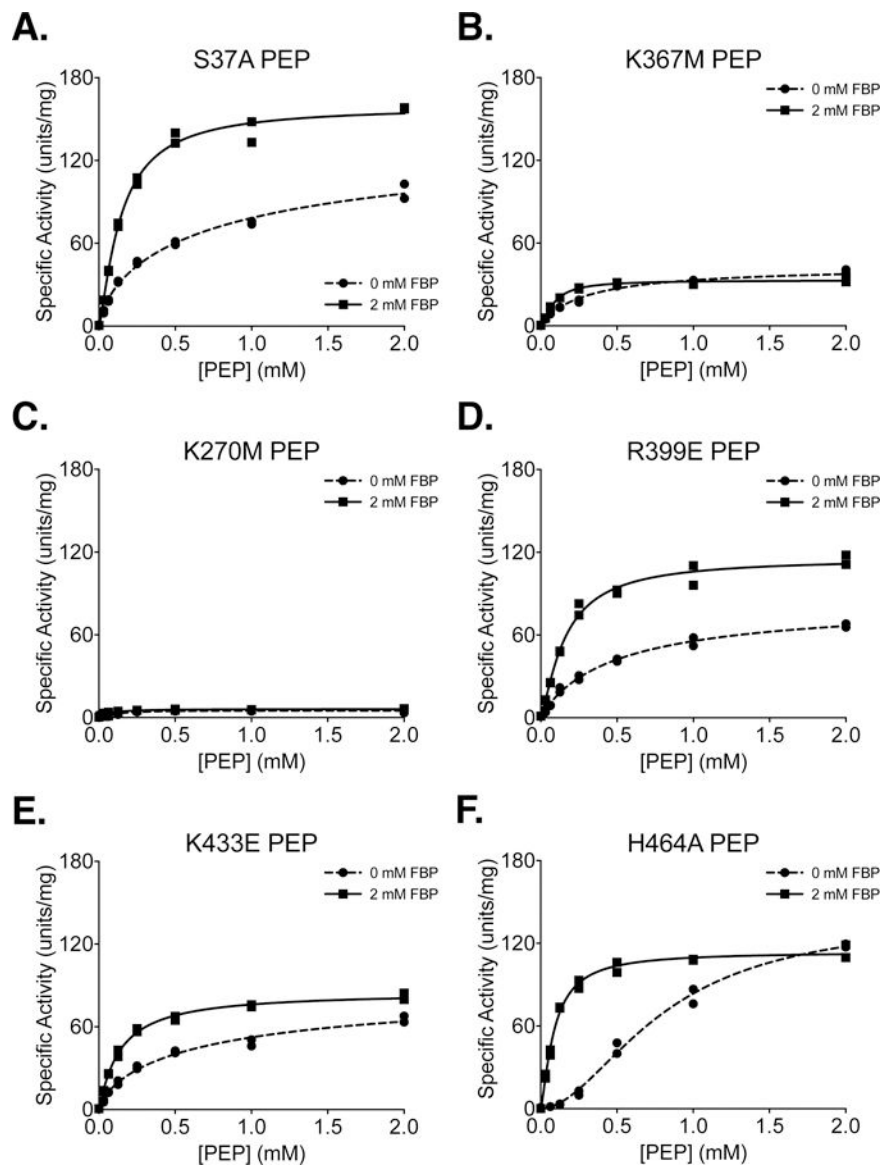 A.
S37A PEP
Specific Activity (units/mg)
180
120
60
0
0.0 0.5 1.0 1.5 2.0
[PEP] (mM)
0 mM FBP
2 mM FBP
B.
K367M PEP
Specific Activity (units/mg)
180
120
60
0
0.0 0.5 1.0 1.5 2.0
[PEP] (mM)
0 mM FBP
2 mM FBP
C.
K270M PEP
Specific Activity (units/mg)
180
120
60
0
0.0 0.5 1.0 1.5 2.0
[PEP] (mM)
0 mM FBP
2 mM FBP
D.
R399E PEP
Specific Activity (units/mg)
180
120
60
0
0.0 0.5 1.0 1.5 2.0
[PEP] (mM)
0 mM FBP
2 mM FBP
E.
K433E PEP
Specific Activity (units/mg)
180
120
60
0
0.0 0.5 1.0 1.5 2.0
[PEP] (mM)
0 mM FBP
2 mM FBP
F.
H464A PEP
Specific Activity (units/mg)
180
120
60
0
0.0 0.5 1.0 1.5 2.0
[PEP] (mM)
0 mM FBP
2 mM FBP